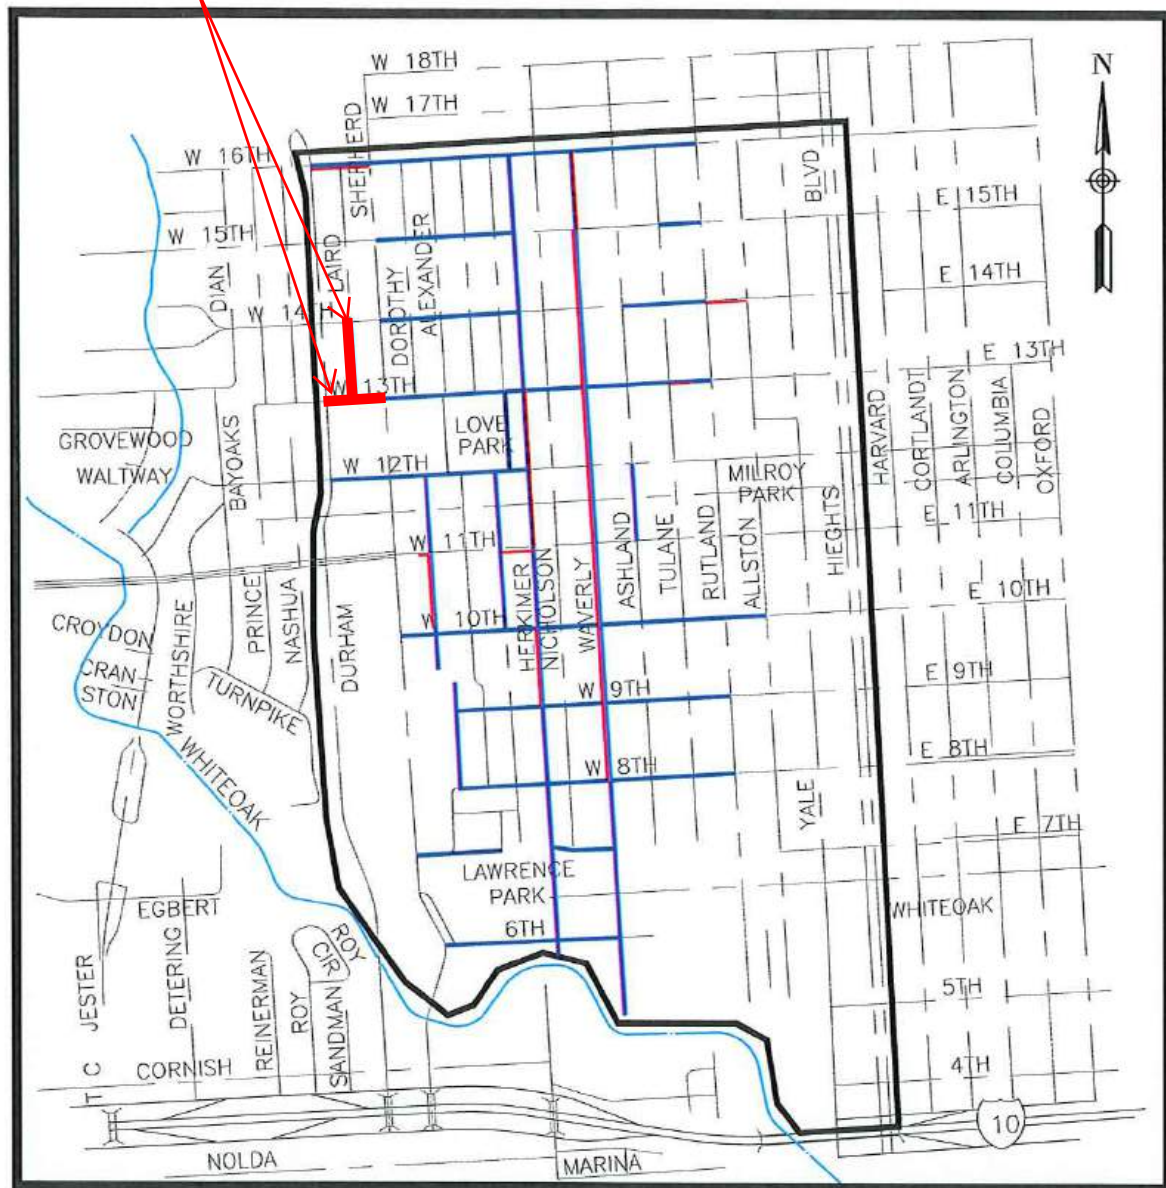 W 18TH
N
W 17TH
SHEPHERD
W 16TH
BLVD
E 15TH
W 15TH
LAIRD
ALEXANDER
DIAN
DOROTHY
E 14TH
W 14TH
E 13TH
W 13TH
HARVARD
CORTLANDT
ARLINGTON
COLUMBIA
OXFORD
LOVE
PARK
GROVEWOOD
WALTWAY
BAYOAKS
W 12TH
MILROY
PARK
HIEGHTS
E 11TH
W 11TH
ASHLAND
TULANE
RUTLAND
ALLSTON
HERKIMER
NICHOLSON
WAVERLY
PRINCE
NASHUA
WORTHSHIRE
DURHAM
E 10TH
W 10TH
CROYDON
CRAN-
STON
TURNPIKE
E 9TH
W 9TH
WHITEOAK
E 8TH
W 8TH
YALE
E 7TH
LAWRENCE
PARK
WHITEOAK
EGBERT
6TH
ROY
CIR
T C JESTER
DETERING
REINERMAN
ROY
SANDMAN
5TH
CORNISH
4TH
10
NOLDA
MARINA